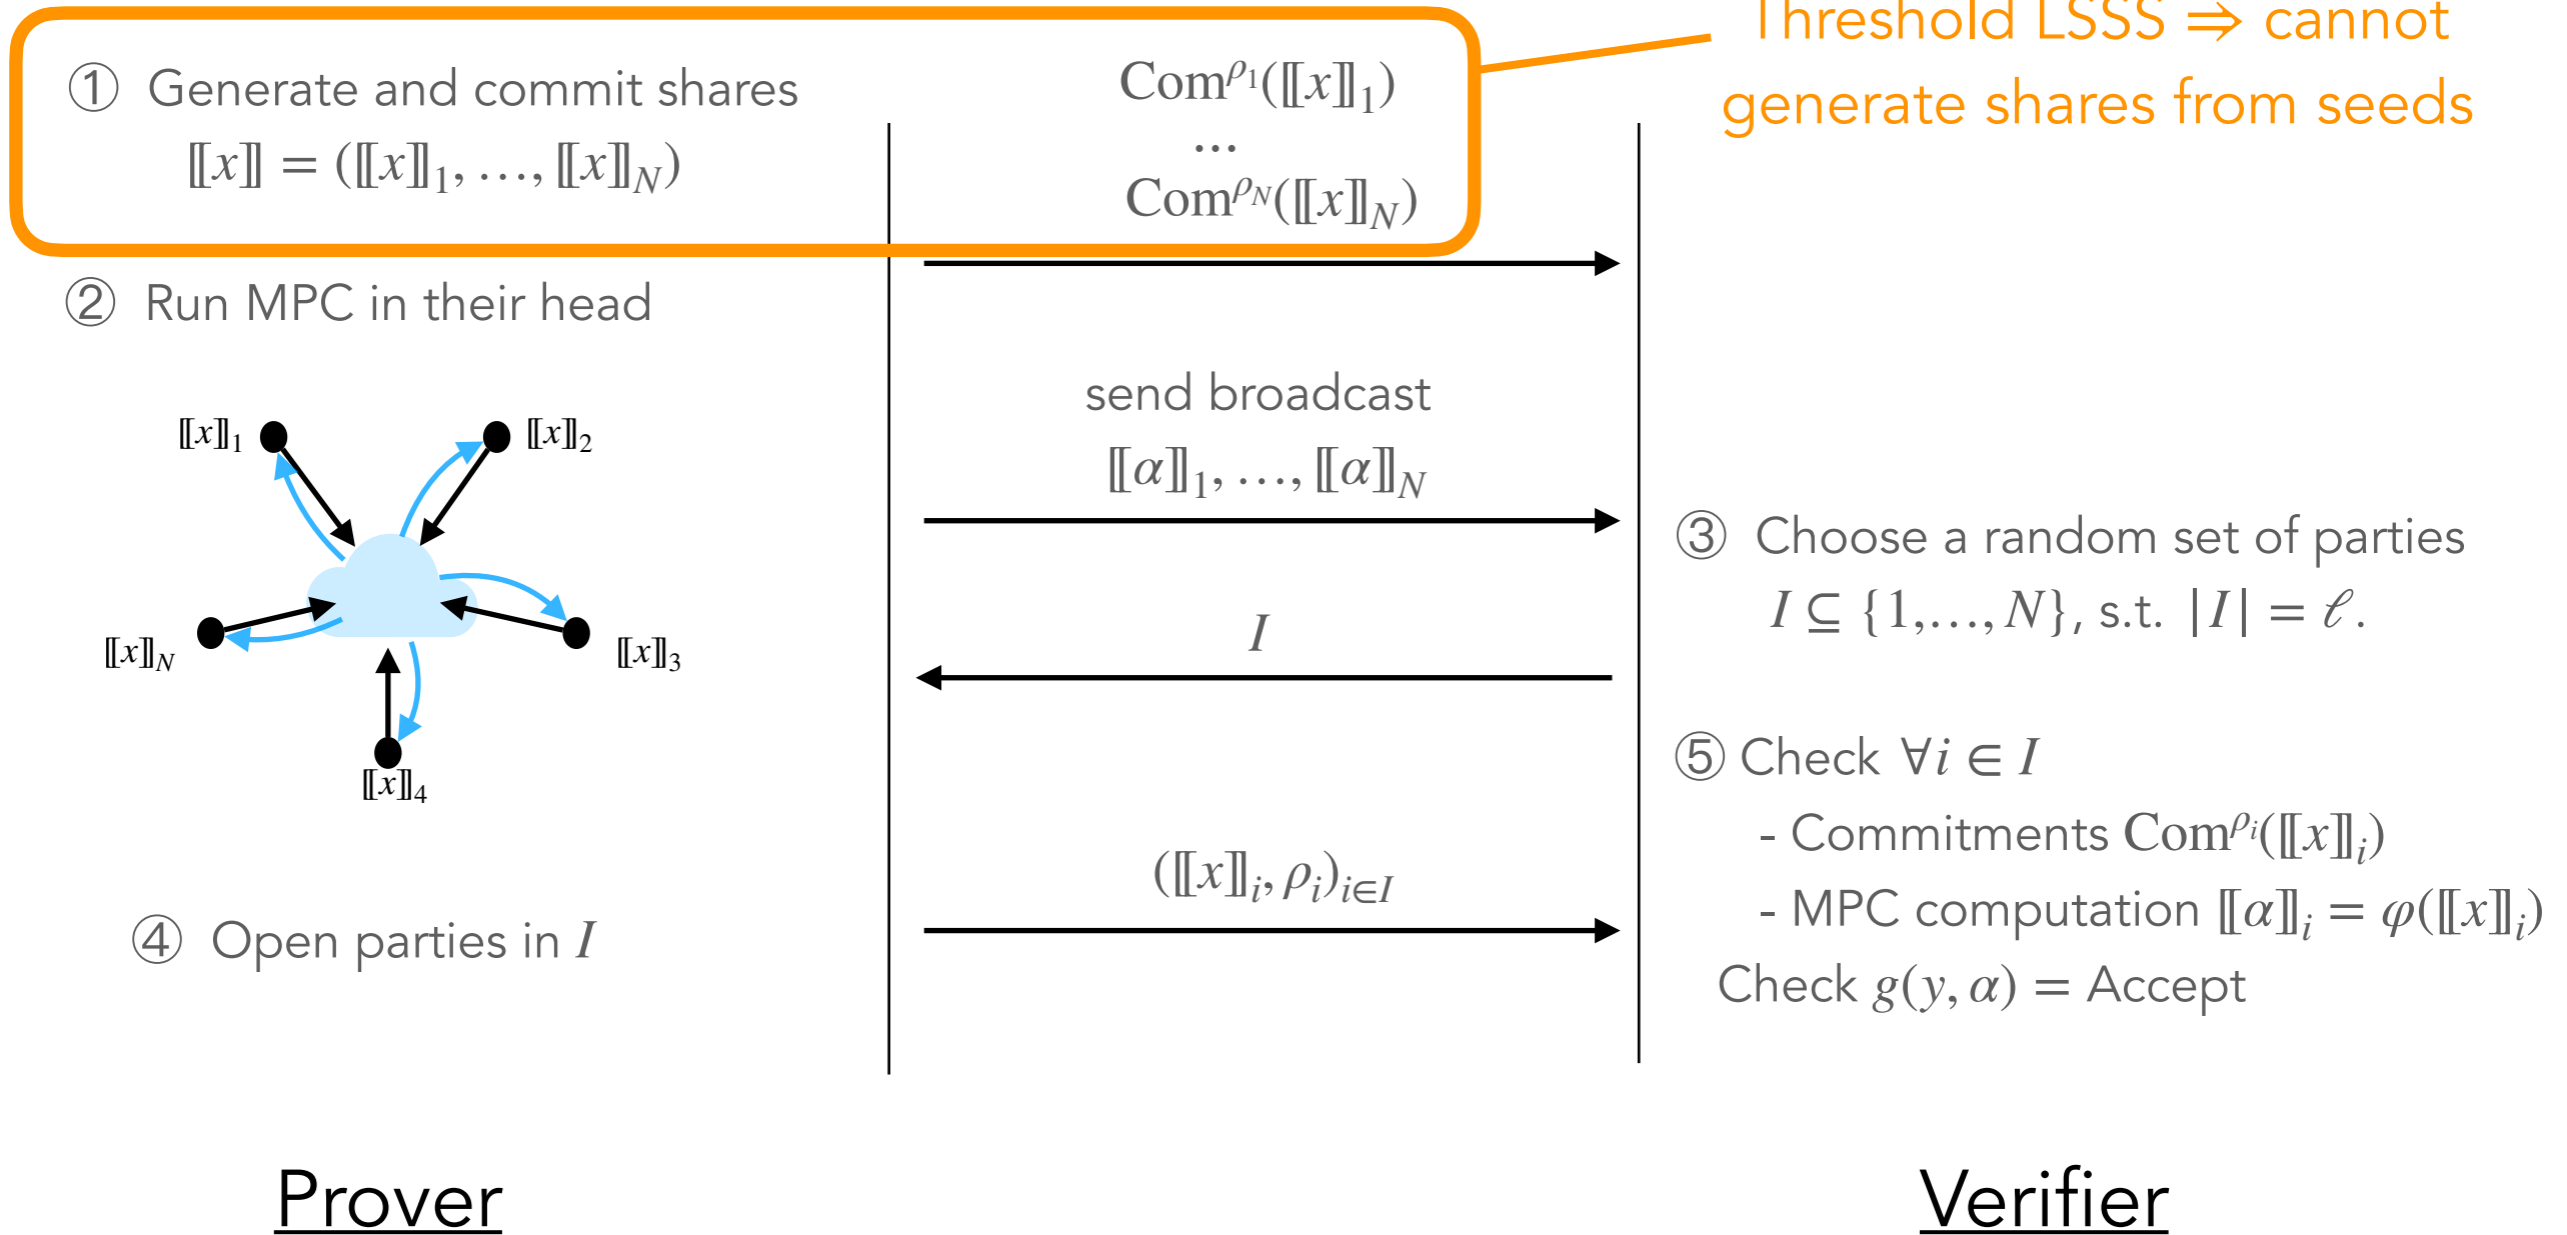 Threshold LSSS ⇒ cannot
generate shares from seeds
① Generate and commit shares
⟦x⟧ = (⟦x⟧₁, …, ⟦x⟧_N)
Com^{ρ₁}(⟦x⟧₁)
…
Com^{ρ_N}(⟦x⟧_N)
② Run MPC in their head
⟦x⟧₁
⟦x⟧₂
⟦x⟧_N
⟦x⟧₃
⟦x⟧₄
send broadcast
⟦α⟧₁, …, ⟦α⟧_N
③ Choose a random set of parties
I ⊆ {1,…, N}, s.t. |I| = ℓ.
I
④ Open parties in I
(⟦x⟧_i, ρ_i)_{i∈I}
⑤ Check ∀i ∈ I
- Commitments Com^{ρ_i}(⟦x⟧_i)
- MPC computation ⟦α⟧_i = φ(⟦x⟧_i)
Check g(y, α) = Accept
Prover
Verifier